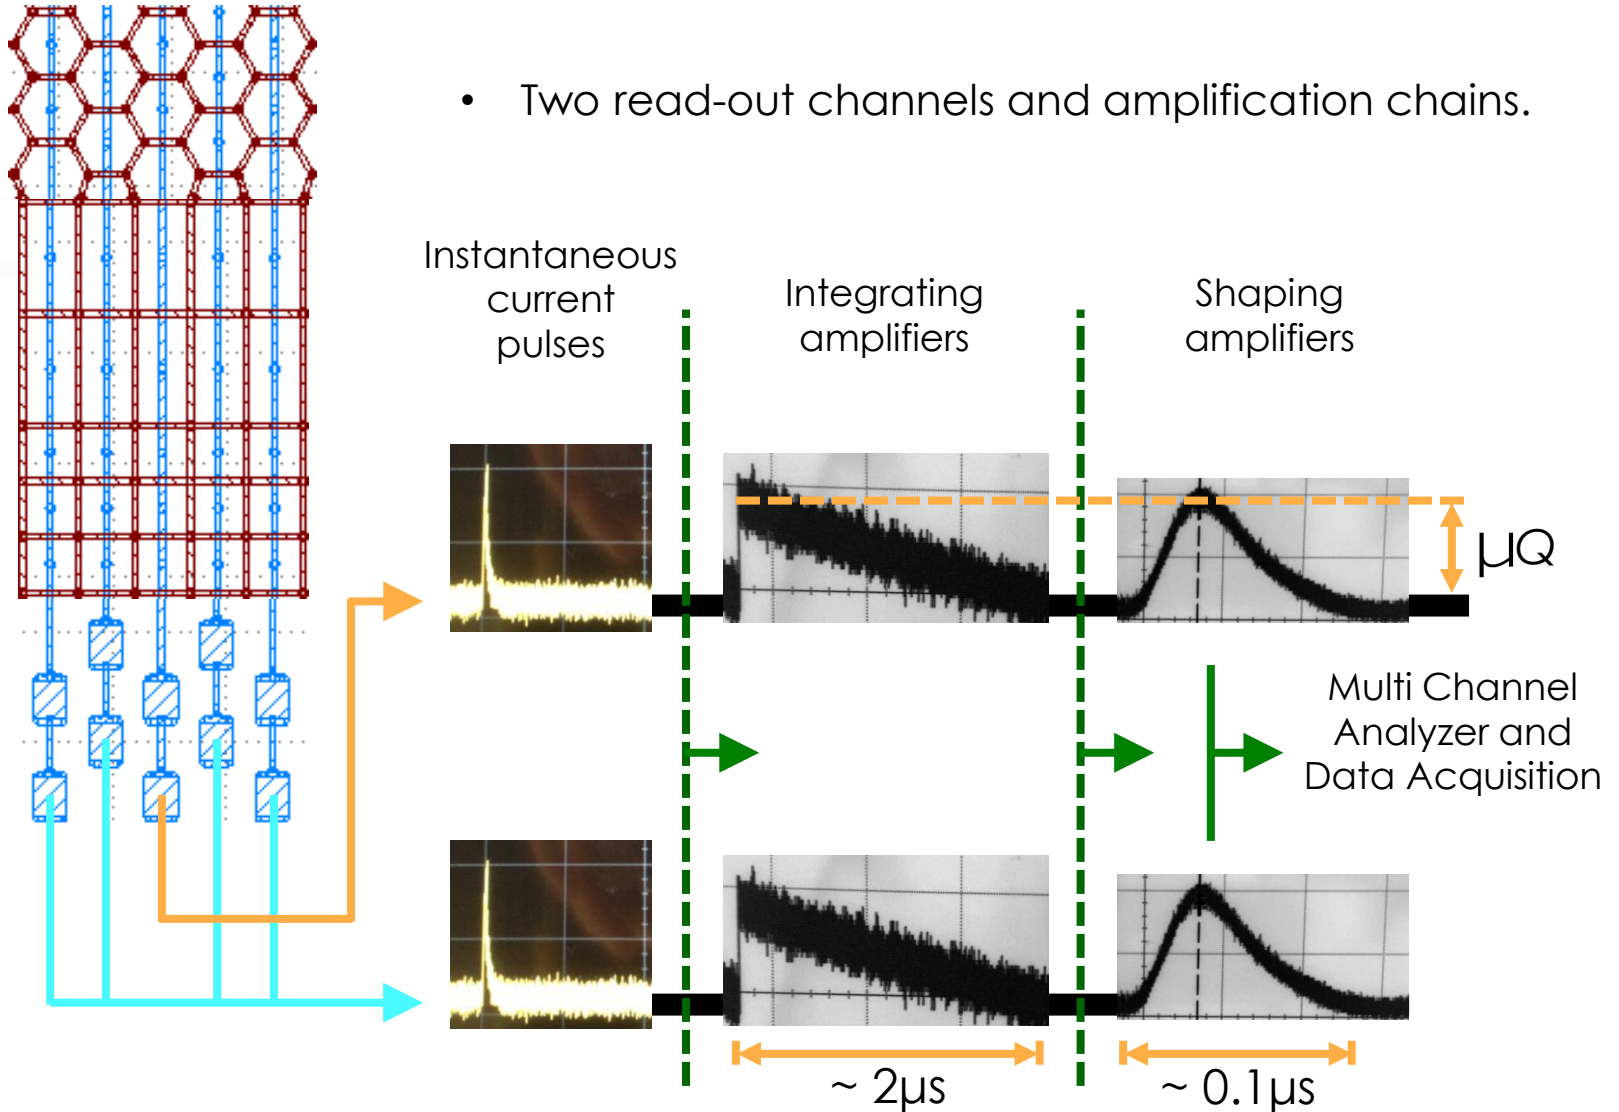 • Two read-out channels and amplification chains.
Instantaneous
current
pulses
Integrating
amplifiers
Shaping
amplifiers
µQ
Multi Channel
Analyzer and
Data Acquisition
~ 2µs
~ 0.1µs